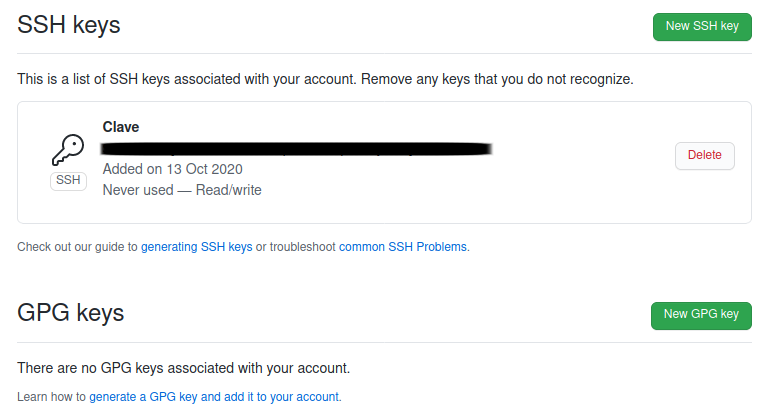 SSH keys
New SSH key
This is a list of SSH keys associated with your account. Remove any keys that you do not recognize.
Clave
Added on 13 Oct 2020
Never used — Read/write
SSH
Delete
Check out our guide to generating SSH keys or troubleshoot common SSH Problems.
GPG keys
New GPG key
There are no GPG keys associated with your account.
Learn how to generate a GPG key and add it to your account.